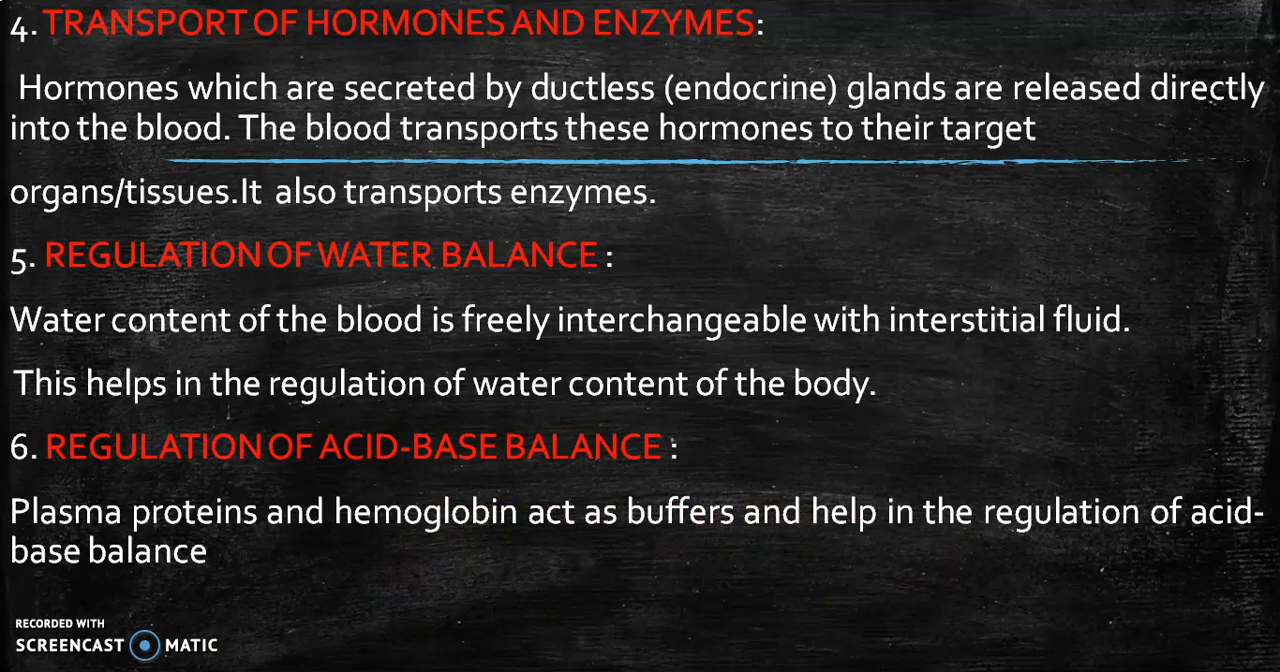 4. TRANSPORT OF HORMONES AND ENZYMES:
Hormones which are secreted by ductless (endocrine) glands are released directly
into the blood. The blood transports these hormones to their target
organs/tissues.It also transports enzymes.
5. REGULATION OF WATER BALANCE :
Water content of the blood is freely interchangeable with interstitial fluid.
This helps in the regulation of water content of the body.
6. REGULATION OF ACID-BASE BALANCE :
Plasma proteins and hemoglobin act as buffers and help in the regulation of acid-
base balance
RECORDED WITH
SCREENCAST MATIC